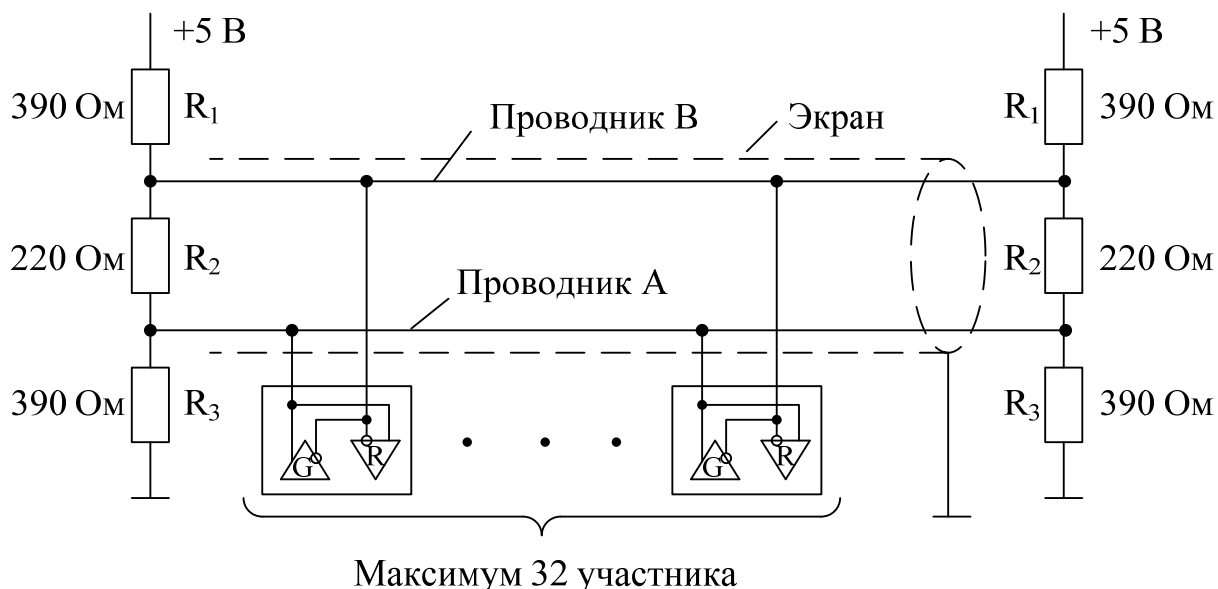 +5 В
+5 В
390 Ом
R1
R1
390 Ом
Проводник В
Экран
220 Ом
R2
R2
220 Ом
Проводник А
390 Ом
R3
R3
390 Ом
G
R
G
R
Максимум 32 участника